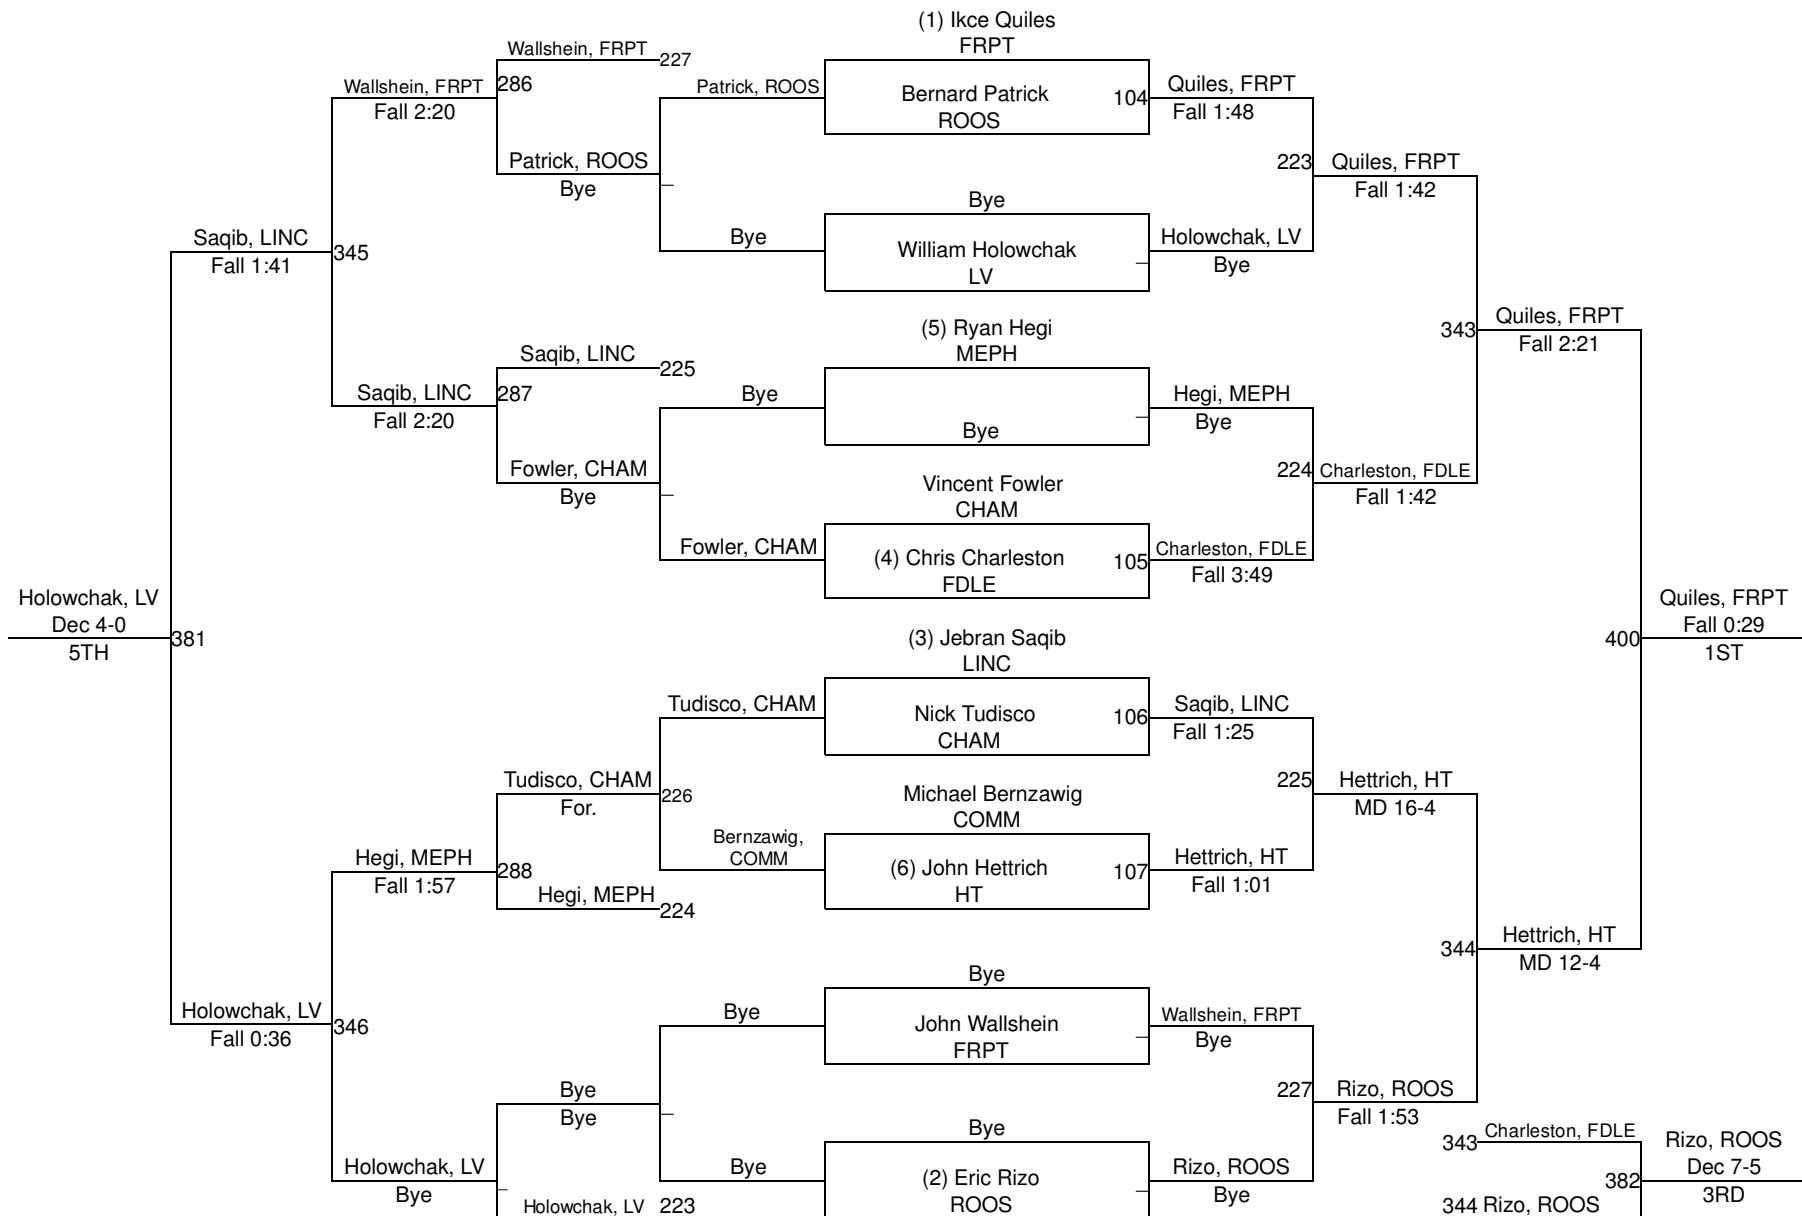 (1) Ikce Quiles
FRPT
Bernard Patrick
ROOS
104
Bye
William Holowchak
LV
(5) Ryan Hegi
MEPH
Bye
Vincent Fowler
CHAM
(4) Chris Charleston
FDLE
105
(3) Jebran Saqib
LINC
Nick Tudisco
CHAM
106
Michael Bernzawig
COMM
(6) John Hettrich
HT
107
Bye
John Wallshein
FRPT
Bye
(2) Eric Rizo
ROOS
Quiles, FRPT
Fall 1:48
223
Holowchak, LV
Bye
Hegi, MEPH
Bye
224
Charleston, FDLE
Fall 3:49
Saqib, LINC
Fall 1:25
225
Hettrich, HT
Fall 1:01
Wallshein, FRPT
Bye
227
Rizo, ROOS
Bye
Quiles, FRPT
Fall 1:42
343
Charleston, FDLE
Fall 1:42
Hettrich, HT
MD 16-4
344
Rizo, ROOS
Fall 1:53
Quiles, FRPT
Fall 2:21
400
Hettrich, HT
MD 12-4
Quiles, FRPT
Fall 0:29
1ST
343 Charleston, FDLE
382
344 Rizo, ROOS
Rizo, ROOS
Dec 7-5
3RD
Patrick, ROOS
Bye
Bye
Fowler, CHAM
Tudisco, CHAM
226
Bernzawig,
COMM
Bye
Bye
Wallshein, FRPT 227
286
Patrick, ROOS
Bye
Saqib, LINC 225
287
Fowler, CHAM
Bye
Tudisco, CHAM
For.
288
Hegi, MEPH 224
Bye
Bye
Holowchak, LV 223
Wallshein, FRPT
Fall 2:20
345
Saqib, LINC
Fall 2:20
Hegi, MEPH
Fall 1:57
346
Holowchak, LV
Bye
Saqib, LINC
Fall 1:41
381
Holowchak, LV
Fall 0:36
Holowchak, LV
Dec 4-0
5TH